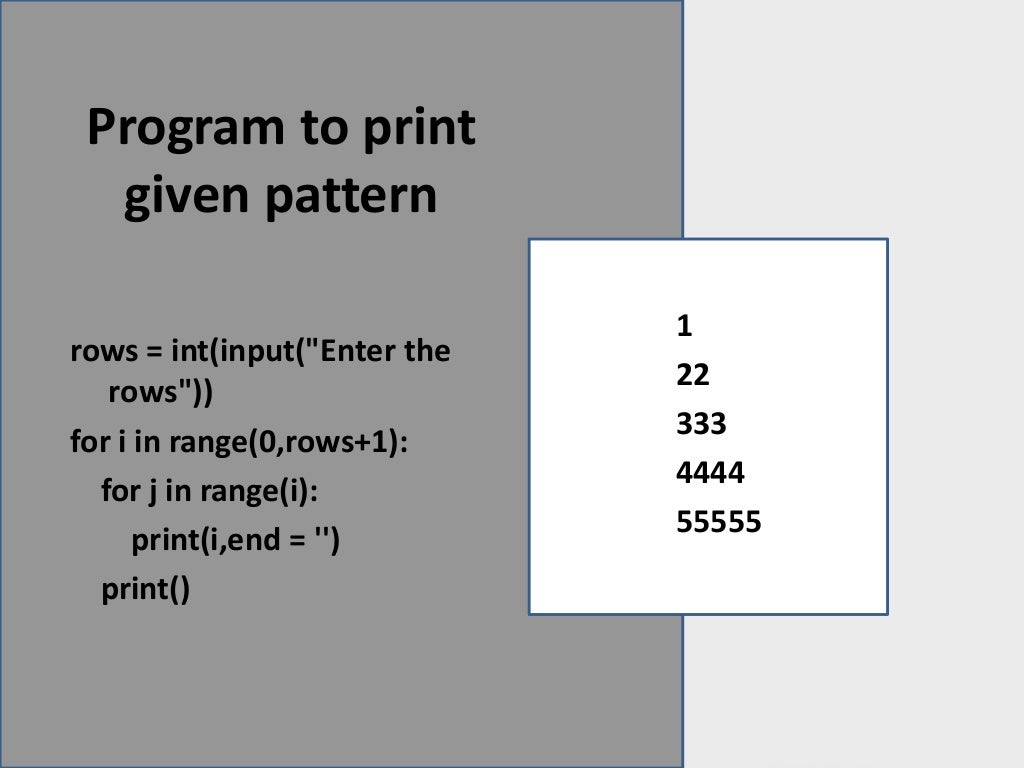 Program to print
given pattern
rows = int(input("Enter the
rows"))
for i in range(0,rows+1):
for j in range(i):
print(i,end = '')
print()
1
22
333
4444
55555